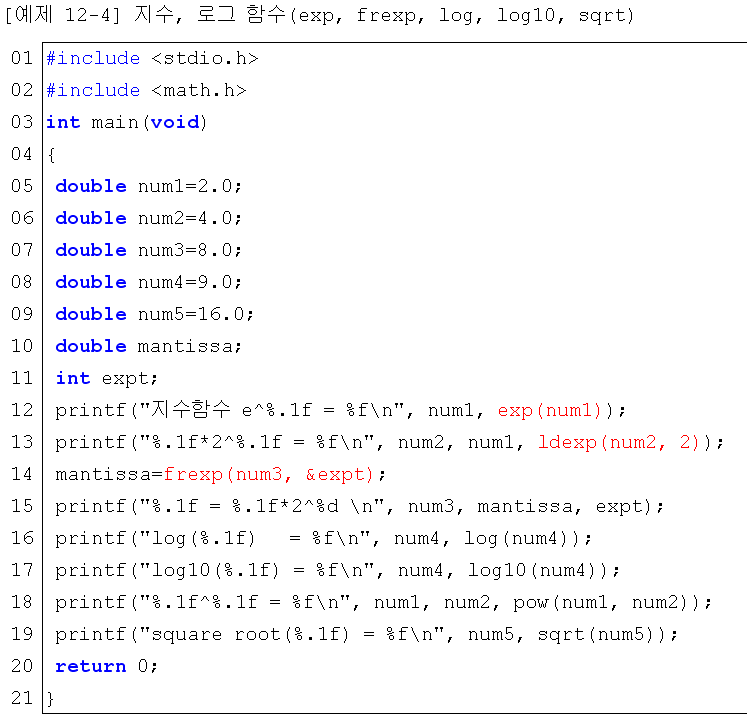 [예제 12-4] 지수, 로그 함수(exp, frexp, log, log10, sqrt)
01 #include <stdio.h>
02 #include <math.h>
03 int main(void)
04 {
05 double num1=2.0;
06 double num2=4.0;
07 double num3=8.0;
08 double num4=9.0;
09 double num5=16.0;
10 double mantissa;
11 int expt;
12 printf("지수함수 e^%.1f = %f\n", num1, exp(num1));
13 printf("%.1f*2^%.1f = %f\n", num2, num1, ldexp(num2, 2));
14 mantissa=frexp(num3, &expt);
15 printf("%.1f = %.1f*2^%d \n", num3, mantissa, expt);
16 printf("log(%.1f)   = %f\n", num4, log(num4));
17 printf("log10(%.1f) = %f\n", num4, log10(num4));
18 printf("%.1f^%.1f = %f\n", num1, num2, pow(num1, num2));
19 printf("square root(%.1f) = %f\n", num5, sqrt(num5));
20 return 0;
21 }